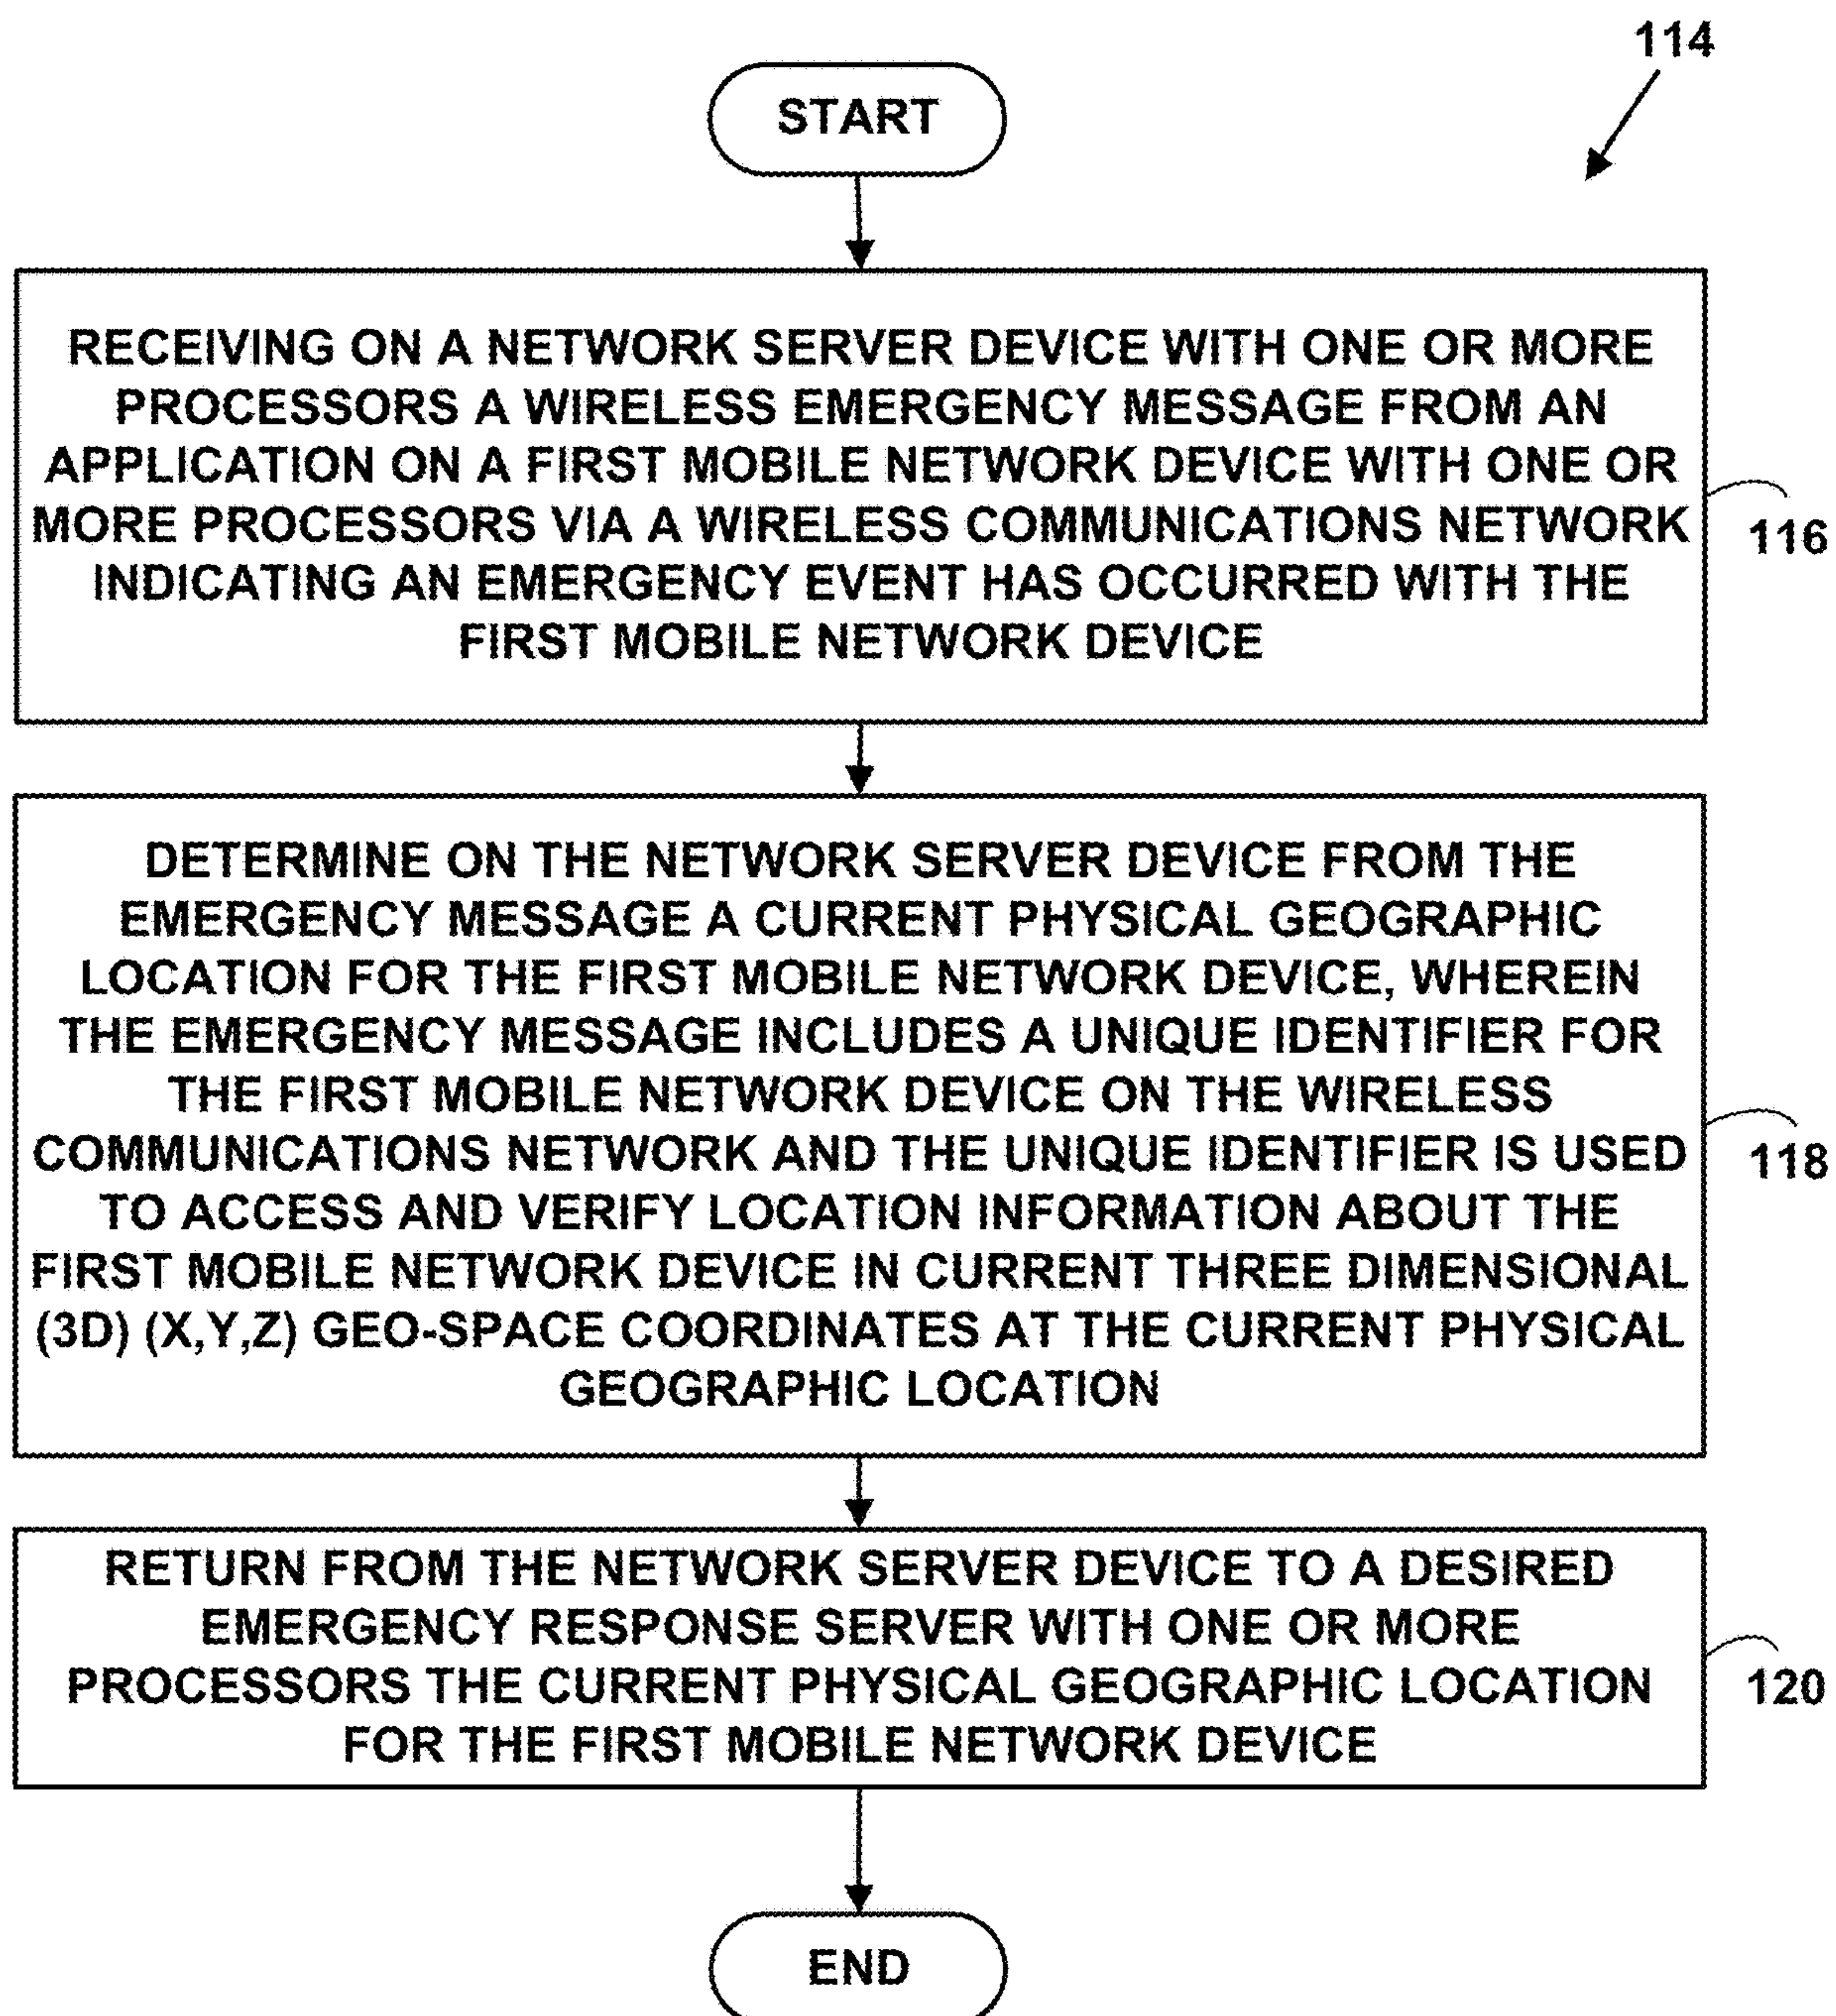 114
START
RECEIVING ON A NETWORK SERVER DEVICE WITH ONE OR MORE
PROCESSORS A WIRELESS EMERGENCY MESSAGE FROM AN
APPLICATION ON A FIRST MOBILE NETWORK DEVICE WITH ONE OR
MORE PROCESSORS VIA A WIRELESS COMMUNICATIONS NETWORK
INDICATING AN EMERGENCY EVENT HAS OCCURRED WITH THE
FIRST MOBILE NETWORK DEVICE
116
DETERMINE ON THE NETWORK SERVER DEVICE FROM THE
EMERGENCY MESSAGE A CURRENT PHYSICAL GEOGRAPHIC
LOCATION FOR THE FIRST MOBILE NETWORK DEVICE, WHEREIN
THE EMERGENCY MESSAGE INCLUDES A UNIQUE IDENTIFIER FOR
THE FIRST MOBILE NETWORK DEVICE ON THE WIRELESS
COMMUNICATIONS NETWORK AND THE UNIQUE IDENTIFIER IS USED
TO ACCESS AND VERIFY LOCATION INFORMATION ABOUT THE
FIRST MOBILE NETWORK DEVICE IN CURRENT THREE DIMENSIONAL
(3D) (X,Y,Z) GEO-SPACE COORDINATES AT THE CURRENT PHYSICAL
GEOGRAPHIC LOCATION
118
RETURN FROM THE NETWORK SERVER DEVICE TO A DESIRED
EMERGENCY RESPONSE SERVER WITH ONE OR MORE
PROCESSORS THE CURRENT PHYSICAL GEOGRAPHIC LOCATION
FOR THE FIRST MOBILE NETWORK DEVICE
120
END